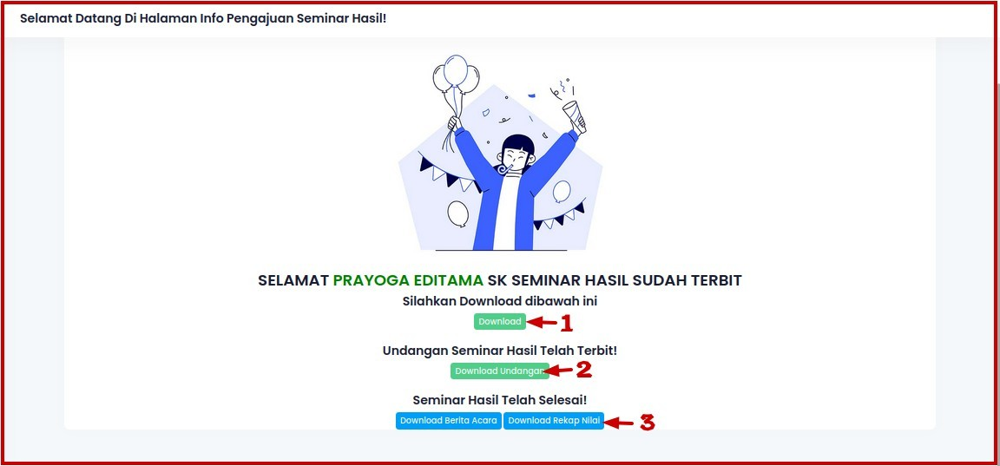 Selamat Datang Di Halaman Info Pengajuan Seminar Hasil!
SELAMAT PRAYOGA EDITAMA SK SEMINAR HASIL SUDAH TERBIT
Silahkan Download dibawah ini
Download 1
Undangan Seminar Hasil Telah Terbit!
Download Undangan 2
Seminar Hasil Telah Selesai!
Download Berita Acara Download Rekap Nilai 3